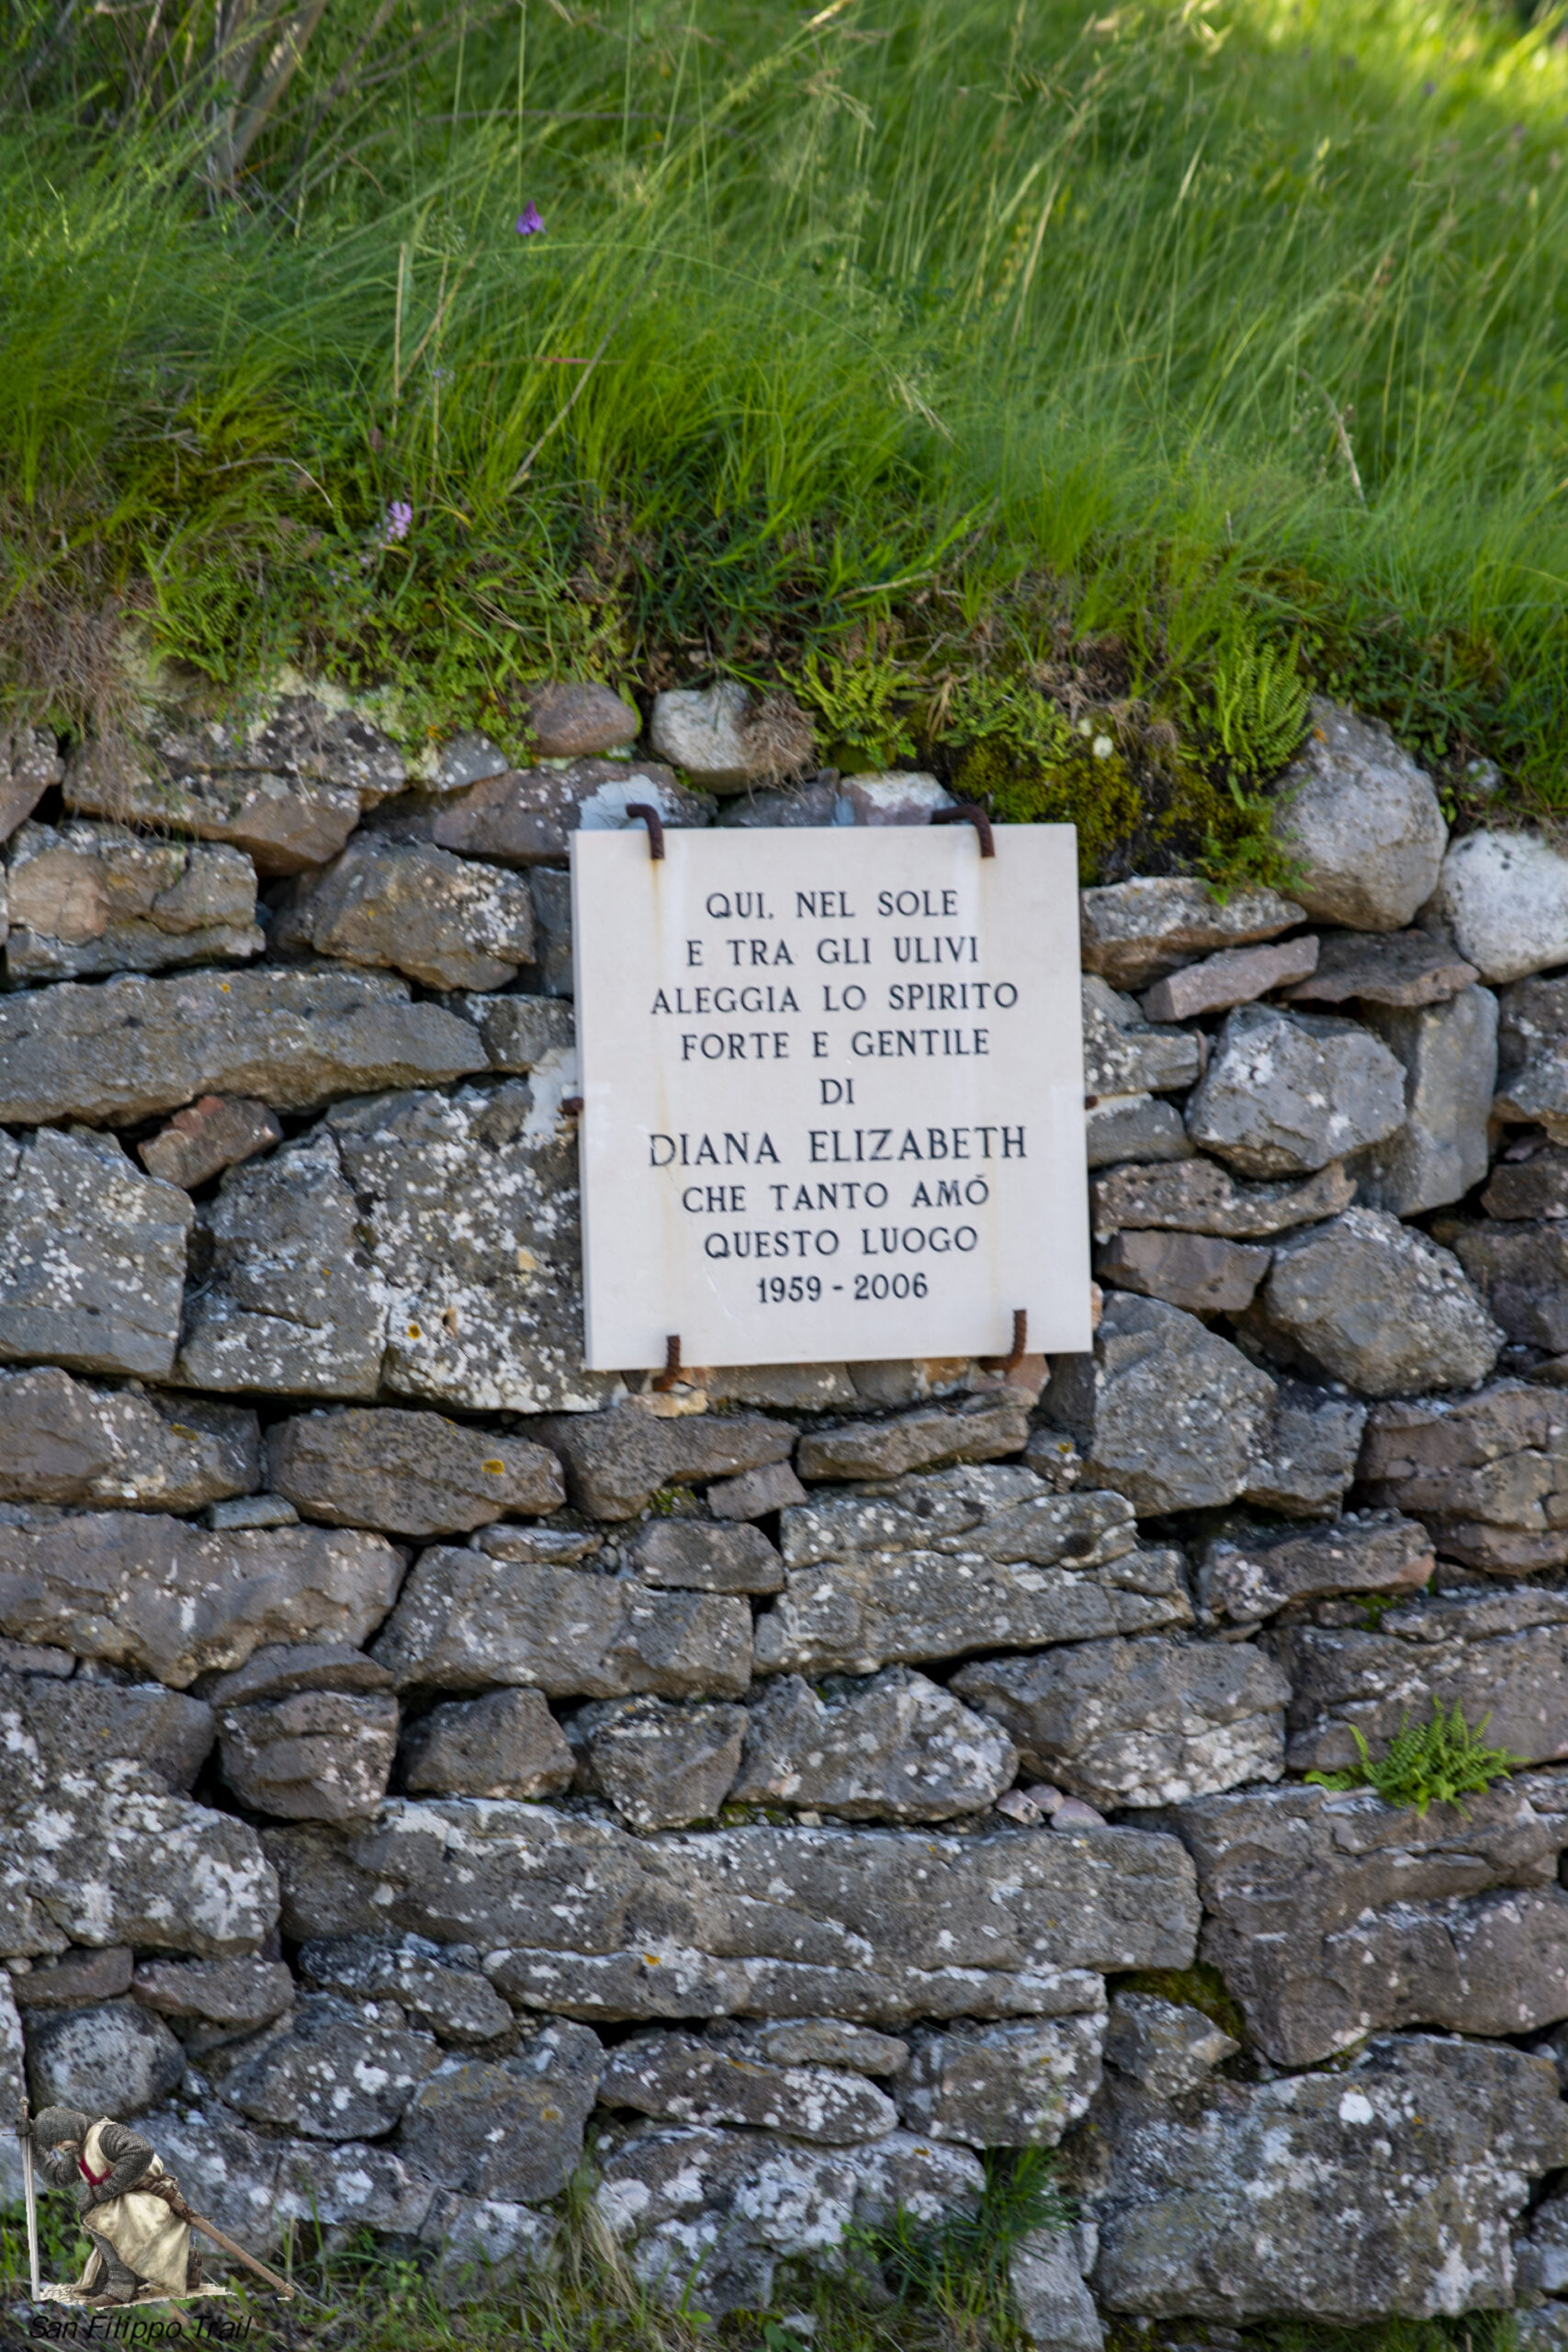 QUI, NEL SOLE
E TRA GLI ULIVI
ALEGGIA LO SPIRITO
FORTE E GENTILE
DI
DIANA ELIZABETH
CHE TANTO AMÓ
QUESTO LUOGO
1959 - 2006
San Filippo Trail